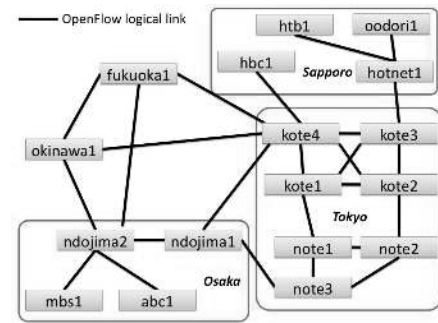 OpenFlow logical link
htb1
oodori1
hbc1
Sapporo
hotnet1
fukuoka1
kote4
kote3
okinawa1
kote1
kote2
Tokyo
ndojima2
ndojima1
note1
note2
Osaka
mbs1
abc1
note3